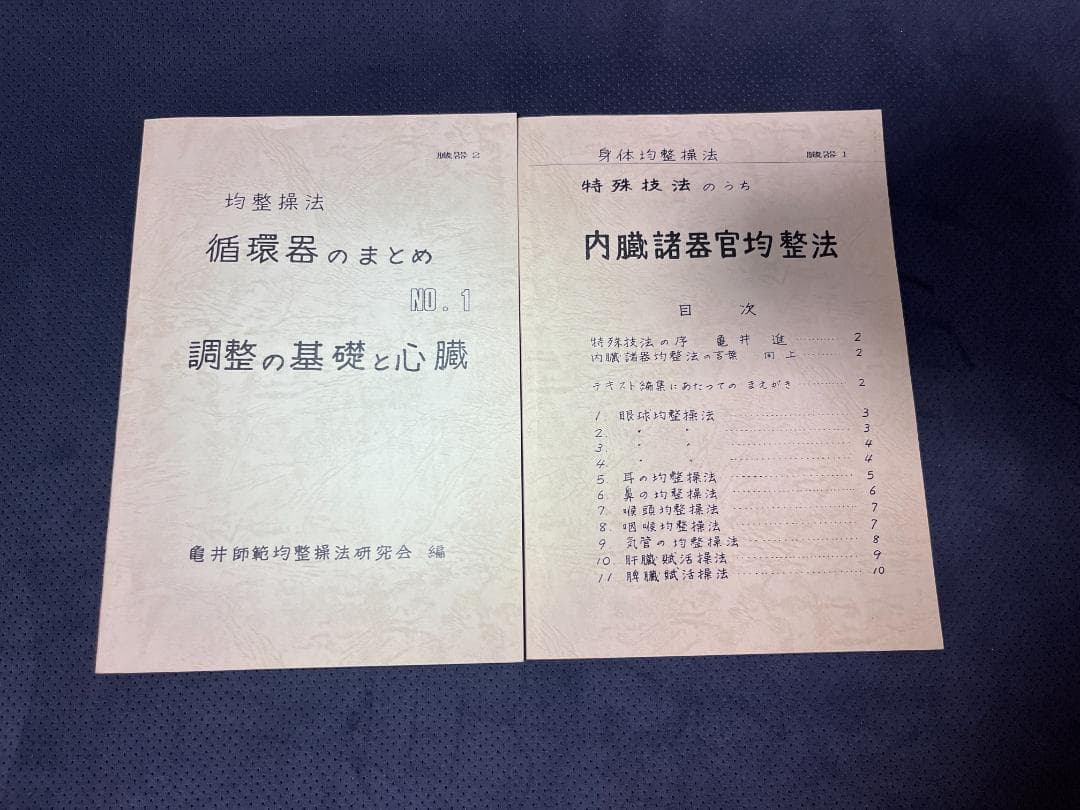 臓器2
均整操法
循環器のまとめ
NO.1
調整の基礎と心臓
亀井師範均整操法研究会 編
身体均整操法 臓器1
特殊技法のうち
内臓諸器官均整法
目 次
特殊技法の序 亀井 進 ………… 2
内臓諸器均整法の言葉 同上 ………… 2
テキスト編集にあたっての まえがき ………… 2
1. 眼球均整操法 ………… 3
2. 〃 〃 ………… 3
3. 〃 〃 ………… 4
4. 〃 〃 ………… 4
5. 耳の均整操法 ………… 5
6. 鼻の均整操法 ………… 6
7. 喉頭均整操法 ………… 7
8. 咽喉均整操法 ………… 7
9 気管の均整操法 ………… 8
10. 肝臓賦活操法 ………… 9
11 脾臓賦活操法 ………… 10